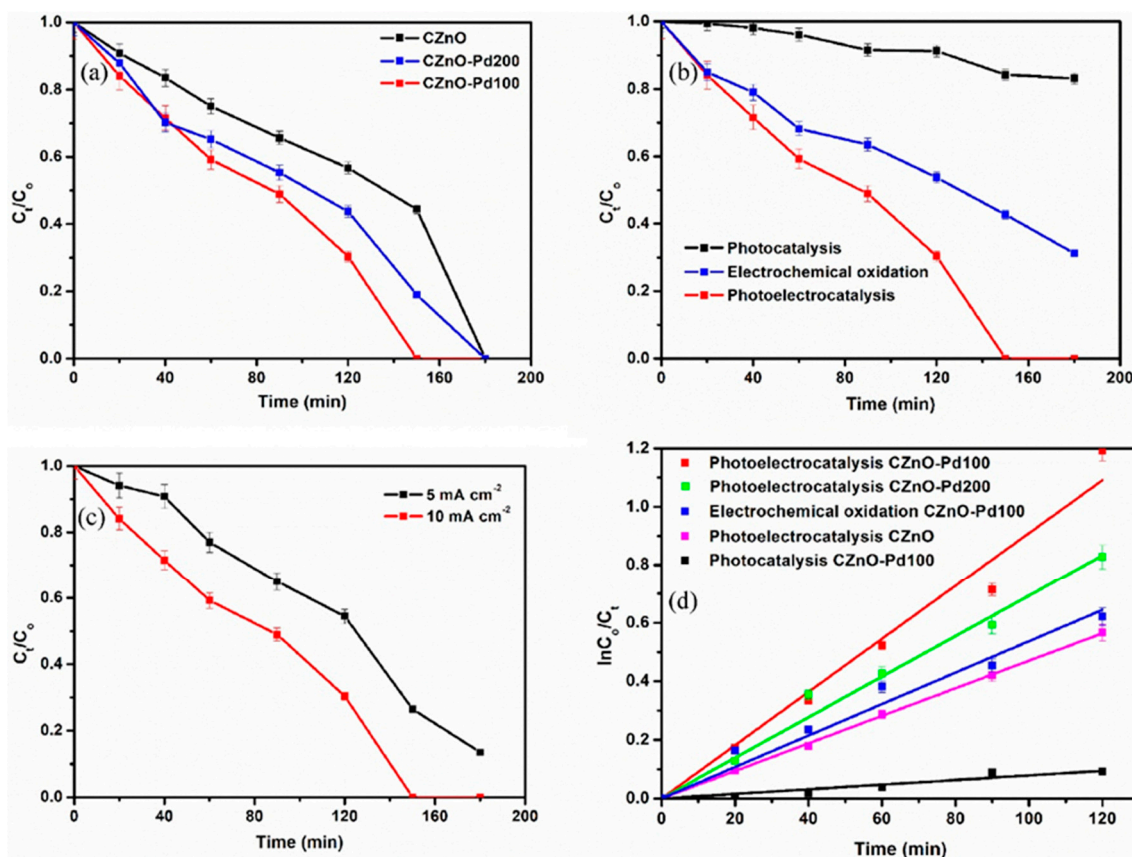 1.0
0.8
0.6
0.4
0.2
0.0
Ct/Co
(a)
CZnO
CZnO-Pd200
CZnO-Pd100
0 40 80 120 160 200
Time (min)
1.0
0.8
0.6
0.4
0.2
0.0
Ct/Co
(b)
Photocatalysis
Electrochemical oxidation
Photoelectrocatalysis
0 20 40 60 80 100 120 140 160 180 200
Time (min)
1.0
0.8
0.6
0.4
0.2
0.0
Ct/Co
(c)
5 mA cm⁻²
10 mA cm⁻²
0 40 80 120 160 200
Time (min)
1.2
1.0
0.8
0.6
0.4
0.2
0.0
lnCo/Ct
Photoelectrocatalysis CZnO-Pd100
Photoelectrocatalysis CZnO-Pd200
Electrochemical oxidation CZnO-Pd100
Photoelectrocatalysis CZnO
Photocatalysis CZnO-Pd100
(d)
0 20 40 60 80 100 120
Time (min)